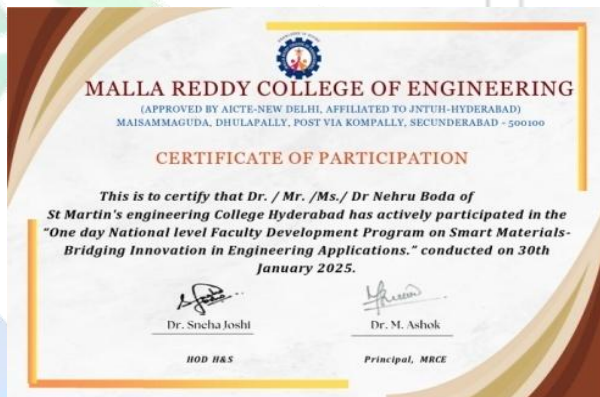 MALLA REDDY COLLEGE OF ENGINEERING
(APPROVED BY AICTE-NEW DELHI, AFFILIATED TO JNTUH-HYDERABAD)
MAISAMMAGUDA, DHULAPALLY, POST VIA KOMPALLY, SECUNDERABAD - 500100
CERTIFICATE OF PARTICIPATION
This is to certify that Dr. / Mr. /Ms./ Dr Nehru Boda of
St Martin's engineering College Hyderabad has actively participated in the
"One day National level Faculty Development Program on Smart Materials-
Bridging Innovation in Engineering Applications." conducted on 30th
January 2025.
Dr. Sneha Joshi
Dr. M. Ashok
HOD H&S
Principal, MRCE